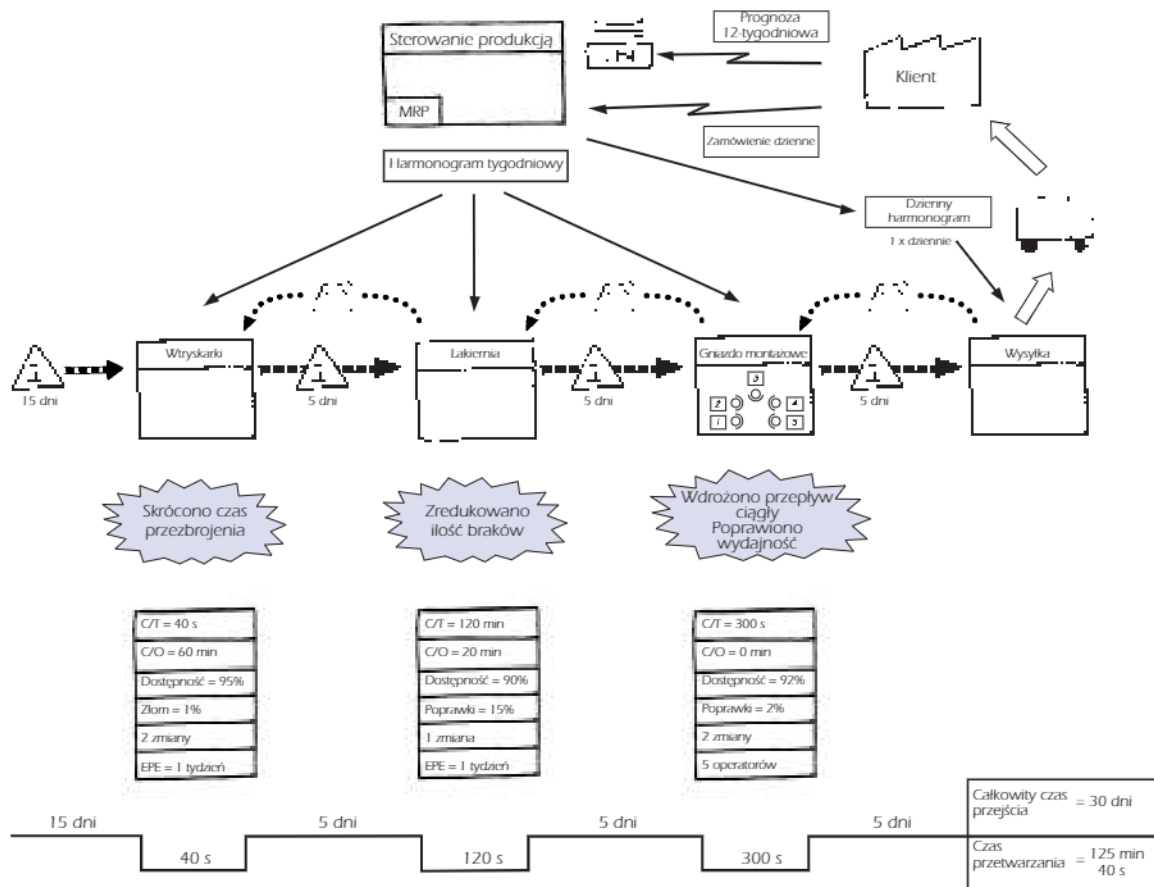 Sterowanie produkcją
MRP
Prognoza
12-tygodniowa
Klient
Zamówienie dzienne
Harmonogram tygodniowy
Dzienny
harmonogram
1 x dziennie
Wtryskarki
Lakiernia
Gniazdo montażowe
Wysyłka
I
I
I
I
15 dni
5 dni
5 dni
5 dni
3
2
4
1
5
Skrócono czas
przezbrojenia
Zredukowano
ilość braków
Wdrożono przepływ
ciągły
Poprawiono
wydajność
C/T = 40 s
C/O = 60 min
Dostępność = 95%
Złom = 1%
2 zmiany
EPE = 1 tydzień
C/T = 120 min
C/O = 20 min
Dostępność = 90%
Poprawki = 15%
1 zmiana
EPE = 1 tydzień
C/T = 300 s
C/O = 0 min
Dostępność = 92%
Poprawki = 2%
2 zmiany
5 operatorów
15 dni
5 dni
5 dni
5 dni
40 s
120 s
300 s
Całkowity czas
przejścia = 30 dni
Czas
przetwarzania = 125 min
40 s